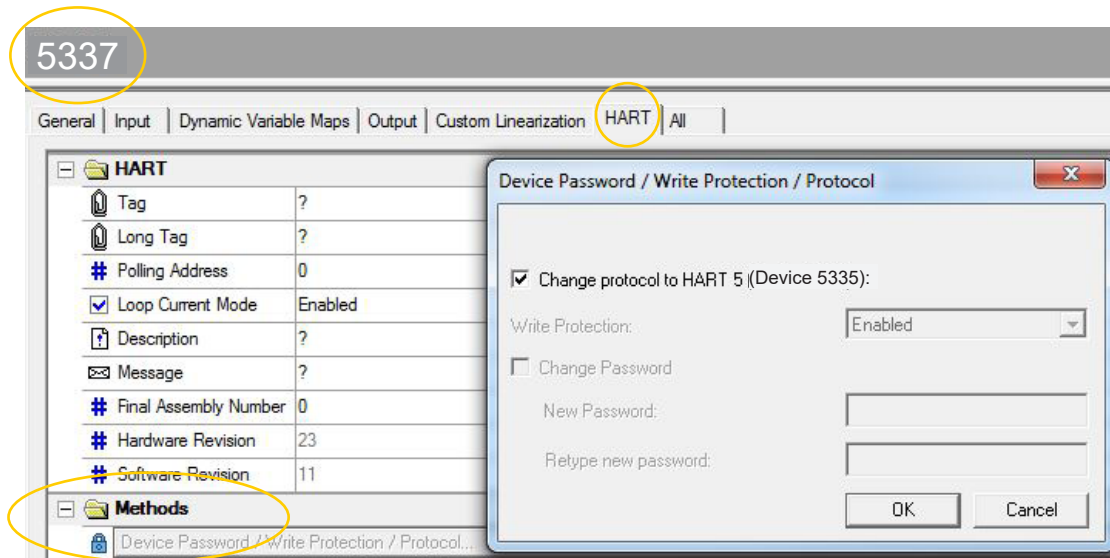 5337
General Input Dynamic Variable Maps Output Custom Linearization HART All
HART
Tag ?
Long Tag ?
# Polling Address 0
Loop Current Mode Enabled
Description ?
Message ?
# Final Assembly Number 0
# Hardware Revision 23
# Software Revision 11
Methods
Device Password / Write Protection / Protocol...
Device Password / Write Protection / Protocol
Change protocol to HART 5 (Device 5335):
Write Protection: Enabled
Change Password
New Password:
Retype new password:
OK Cancel